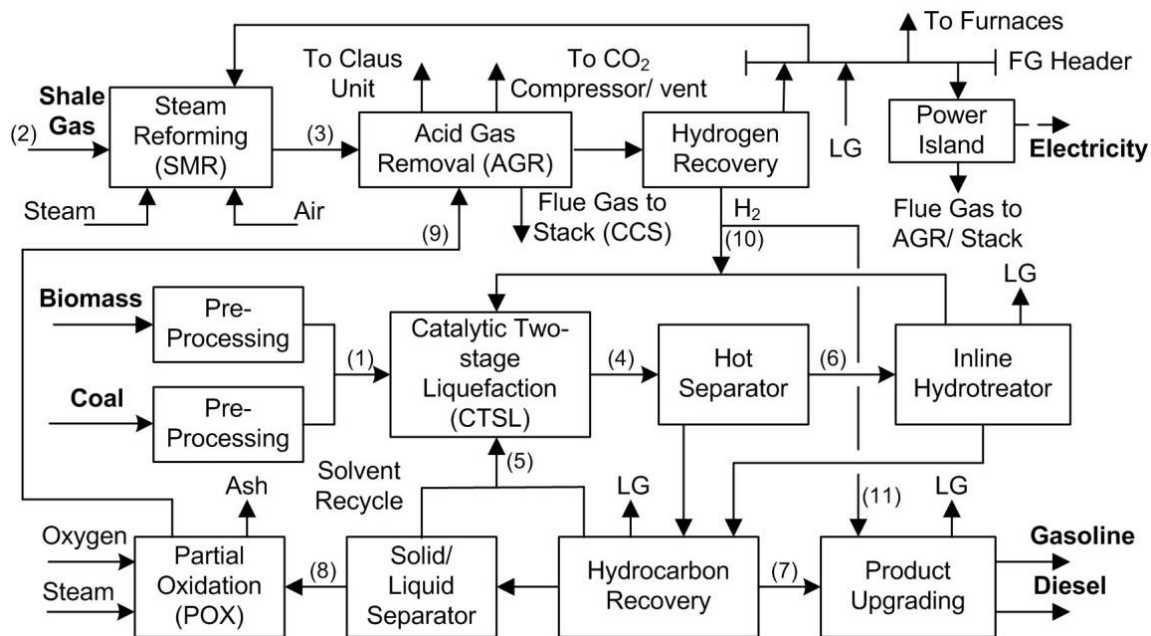 To Furnaces
To Claus
Unit
To CO₂
Compressor/ vent
FG Header
Shale
Gas
(2)
Steam
Reforming
(SMR)
(3)
Acid Gas
Removal (AGR)
Hydrogen
Recovery
LG
Power
Island
Electricity
Steam
Air
(9)
Flue Gas to
Stack (CCS)
H₂
(10)
Flue Gas to
AGR/ Stack
LG
Biomass
Pre-
Processing
(1)
Catalytic Two-
stage
Liquefaction
(CTSL)
(4)
Hot
Separator
(6)
Inline
Hydrotreator
Coal
Pre-
Processing
(5)
Solvent
Recycle
Ash
LG
(11)
LG
Oxygen
Steam
Partial
Oxidation
(POX)
(8)
Solid/
Liquid
Separator
Hydrocarbon
Recovery
(7)
Product
Upgrading
Gasoline
Diesel